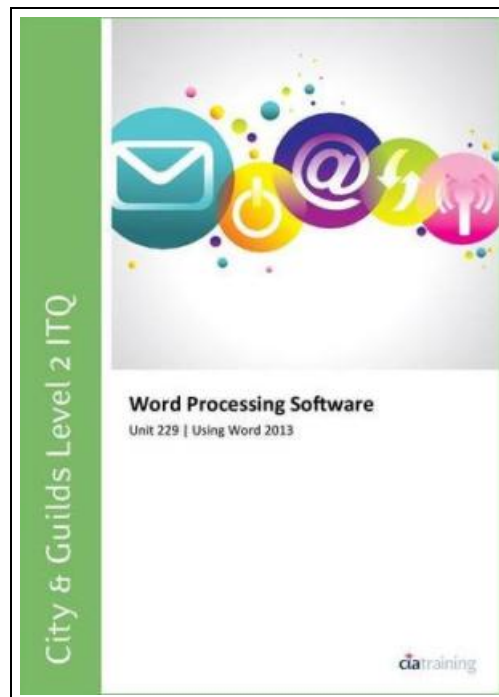 City & Guilds Level 2 ITQ
@
Word Processing Software
Unit 229 | Using Word 2013
ciatraining